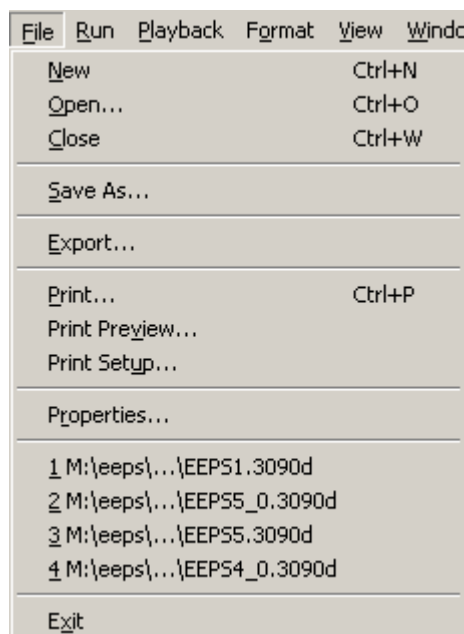 File Run Playback Format View
New Ctrl+N
Open... Ctrl+O
Close Ctrl+W
Save As...
Export...
Print... Ctrl+P
Print Preview...
Print Setup...
Properties...
1 M:\eeps\...\EEPS1.3090d
2 M:\eeps\...\EEPS5_0.3090d
3 M:\eeps\...\EEPS5.3090d
4 M:\eeps\...\EEPS4_0.3090d
Exit